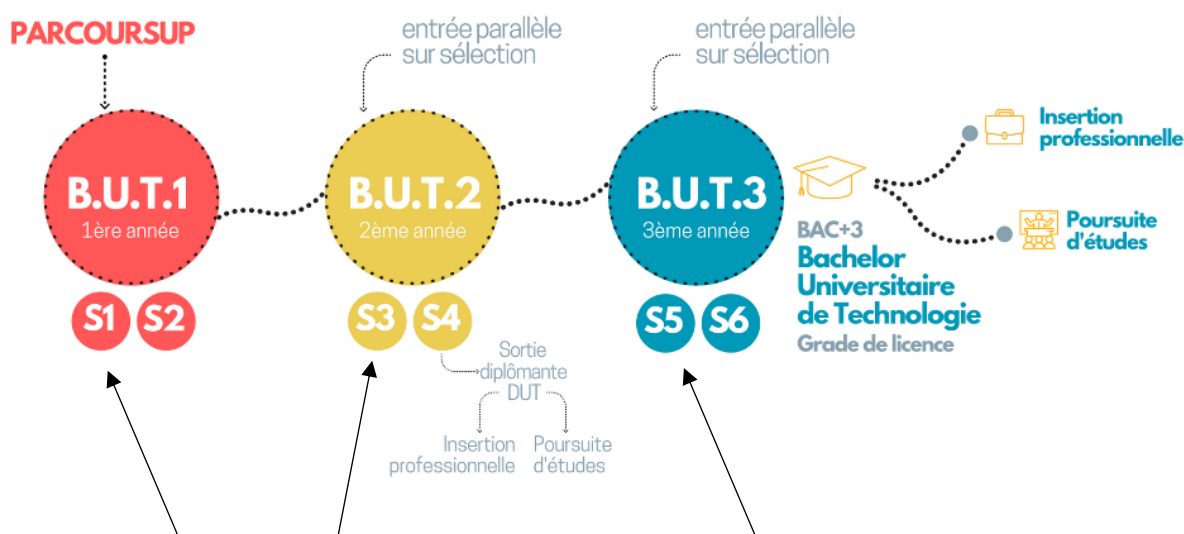 PARCOURSUP
entrée parallèle
sur sélection
entrée parallèle
sur sélection
B.U.T.1
1ère année
B.U.T.2
2ème année
B.U.T.3
3ème année
S1 S2
S3 S4
S5 S6
Sortie
diplômante
DUT
Insertion
professionnelle
Poursuite
d'études
BAC+3
Bachelor
Universitaire
de Technologie
Grade de licence
Insertion
professionnelle
Poursuite
d'études